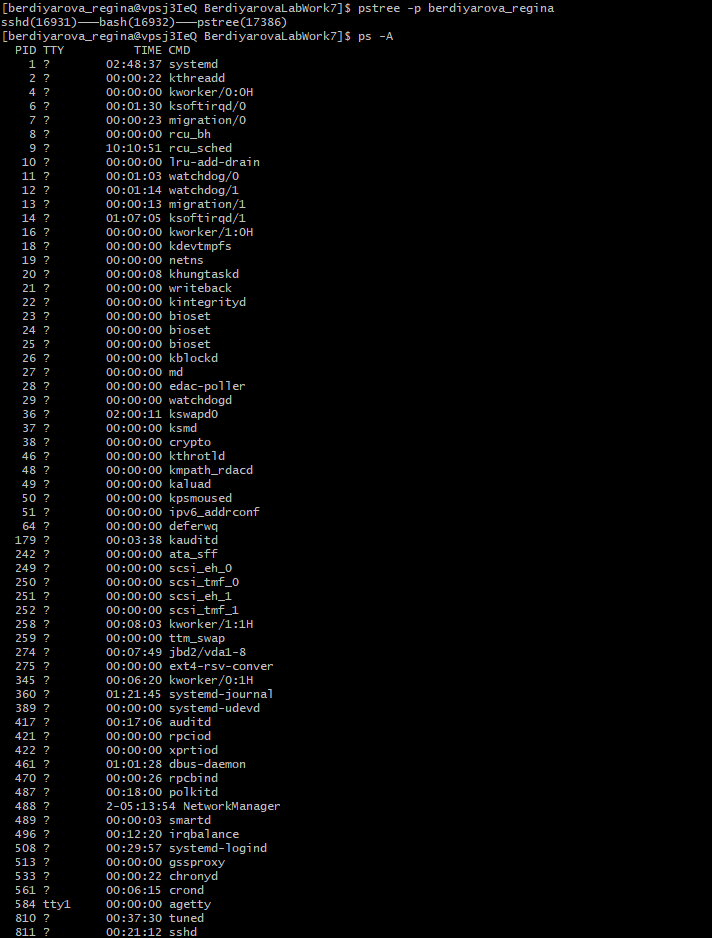 [berdiyarova_regina@vpsj3IeQ BerdiyarovaLabWork7]$ pstree -p berdiyarova_regina
sshd(16931)───bash(16932)───pstree(17386)
[berdiyarova_regina@vpsj3IeQ BerdiyarovaLabWork7]$ ps -A
  PID TTY          TIME CMD
    1 ?        02:48:37 systemd
    2 ?        00:00:22 kthreadd
    4 ?        00:00:00 kworker/0:0H
    6 ?        00:01:30 ksoftirqd/0
    7 ?        00:00:23 migration/0
    8 ?        00:00:00 rcu_bh
    9 ?        10:10:51 rcu_sched
   10 ?        00:00:00 lru-add-drain
   11 ?        00:01:03 watchdog/0
   12 ?        00:01:14 watchdog/1
   13 ?        00:00:13 migration/1
   14 ?        01:07:05 ksoftirqd/1
   16 ?        00:00:00 kworker/1:0H
   18 ?        00:00:00 kdevtmpfs
   19 ?        00:00:00 netns
   20 ?        00:00:08 khungtaskd
   21 ?        00:00:00 writeback
   22 ?        00:00:00 kintegrityd
   23 ?        00:00:00 bioset
   24 ?        00:00:00 bioset
   25 ?        00:00:00 bioset
   26 ?        00:00:00 kblockd
   27 ?        00:00:00 md
   28 ?        00:00:00 edac-poller
   29 ?        00:00:00 watchdogd
   36 ?        02:00:11 kswapd0
   37 ?        00:00:00 ksmd
   38 ?        00:00:00 crypto
   46 ?        00:00:00 kthrotld
   48 ?        00:00:00 kmpath_rdacd
   49 ?        00:00:00 kaluad
   50 ?        00:00:00 kpsmoused
   51 ?        00:00:00 ipv6_addrconf
   64 ?        00:00:00 deferwq
  179 ?        00:03:38 kauditd
  242 ?        00:00:00 ata_sff
  249 ?        00:00:00 scsi_eh_0
  250 ?        00:00:00 scsi_tmf_0
  251 ?        00:00:00 scsi_eh_1
  252 ?        00:00:00 scsi_tmf_1
  258 ?        00:08:03 kworker/1:1H
  259 ?        00:00:00 ttm_swap
  274 ?        00:07:49 jbd2/vda1-8
  275 ?        00:00:00 ext4-rsv-conver
  345 ?        00:06:20 kworker/0:1H
  360 ?        01:21:45 systemd-journal
  389 ?        00:00:00 systemd-udevd
  417 ?        00:17:06 auditd
  421 ?        00:00:00 rpciod
  422 ?        00:00:00 xprtiod
  461 ?        01:01:28 dbus-daemon
  470 ?        00:00:26 rpcbind
  487 ?        00:18:00 polkitd
  488 ?        2-05:13:54 NetworkManager
  489 ?        00:00:03 smartd
  496 ?        00:12:20 irqbalance
  508 ?        00:29:57 systemd-logind
  513 ?        00:00:00 gssproxy
  533 ?        00:00:22 chronyd
  561 ?        00:06:15 crond
  584 tty1     00:00:00 agetty
  810 ?        00:37:30 tuned
  811 ?        00:21:12 sshd